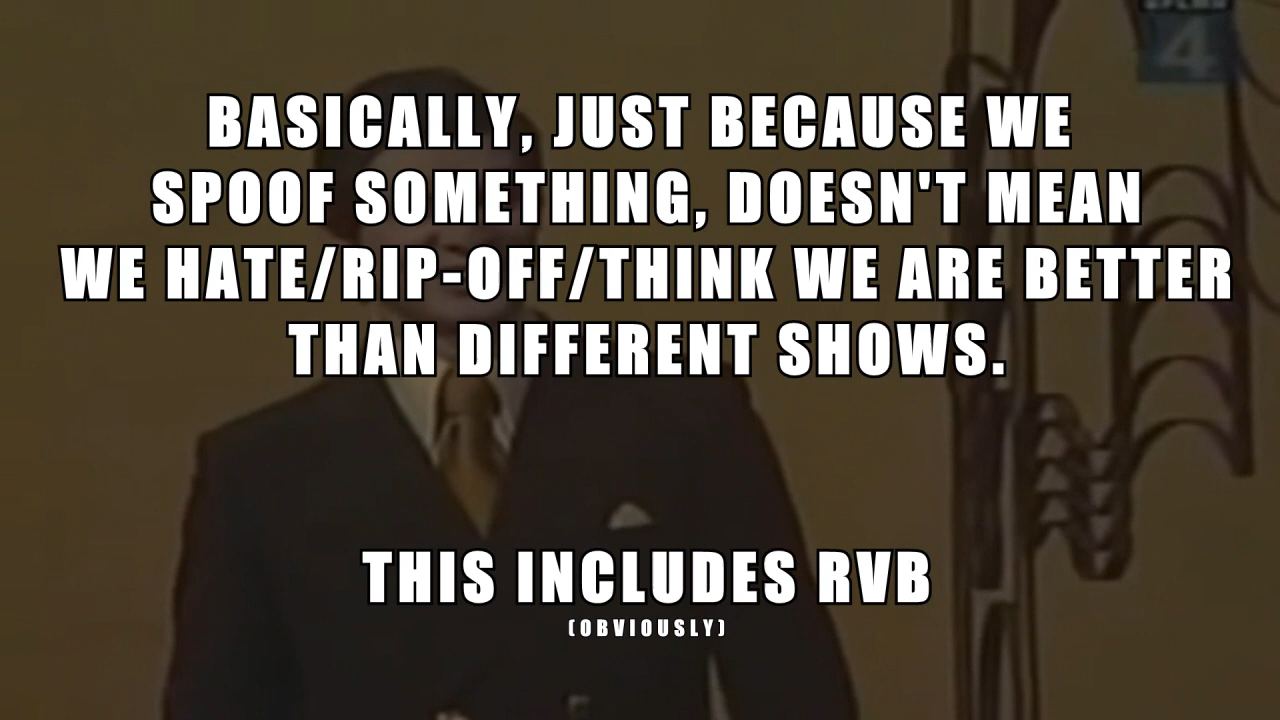 4
BASICALLY, JUST BECAUSE WE
SPOOF SOMETHING, DOESN'T MEAN
WE HATE/RIP-OFF/THINK WE ARE BETTER
THAN DIFFERENT SHOWS.
THIS INCLUDES RVB
(OBVIOUSLY)